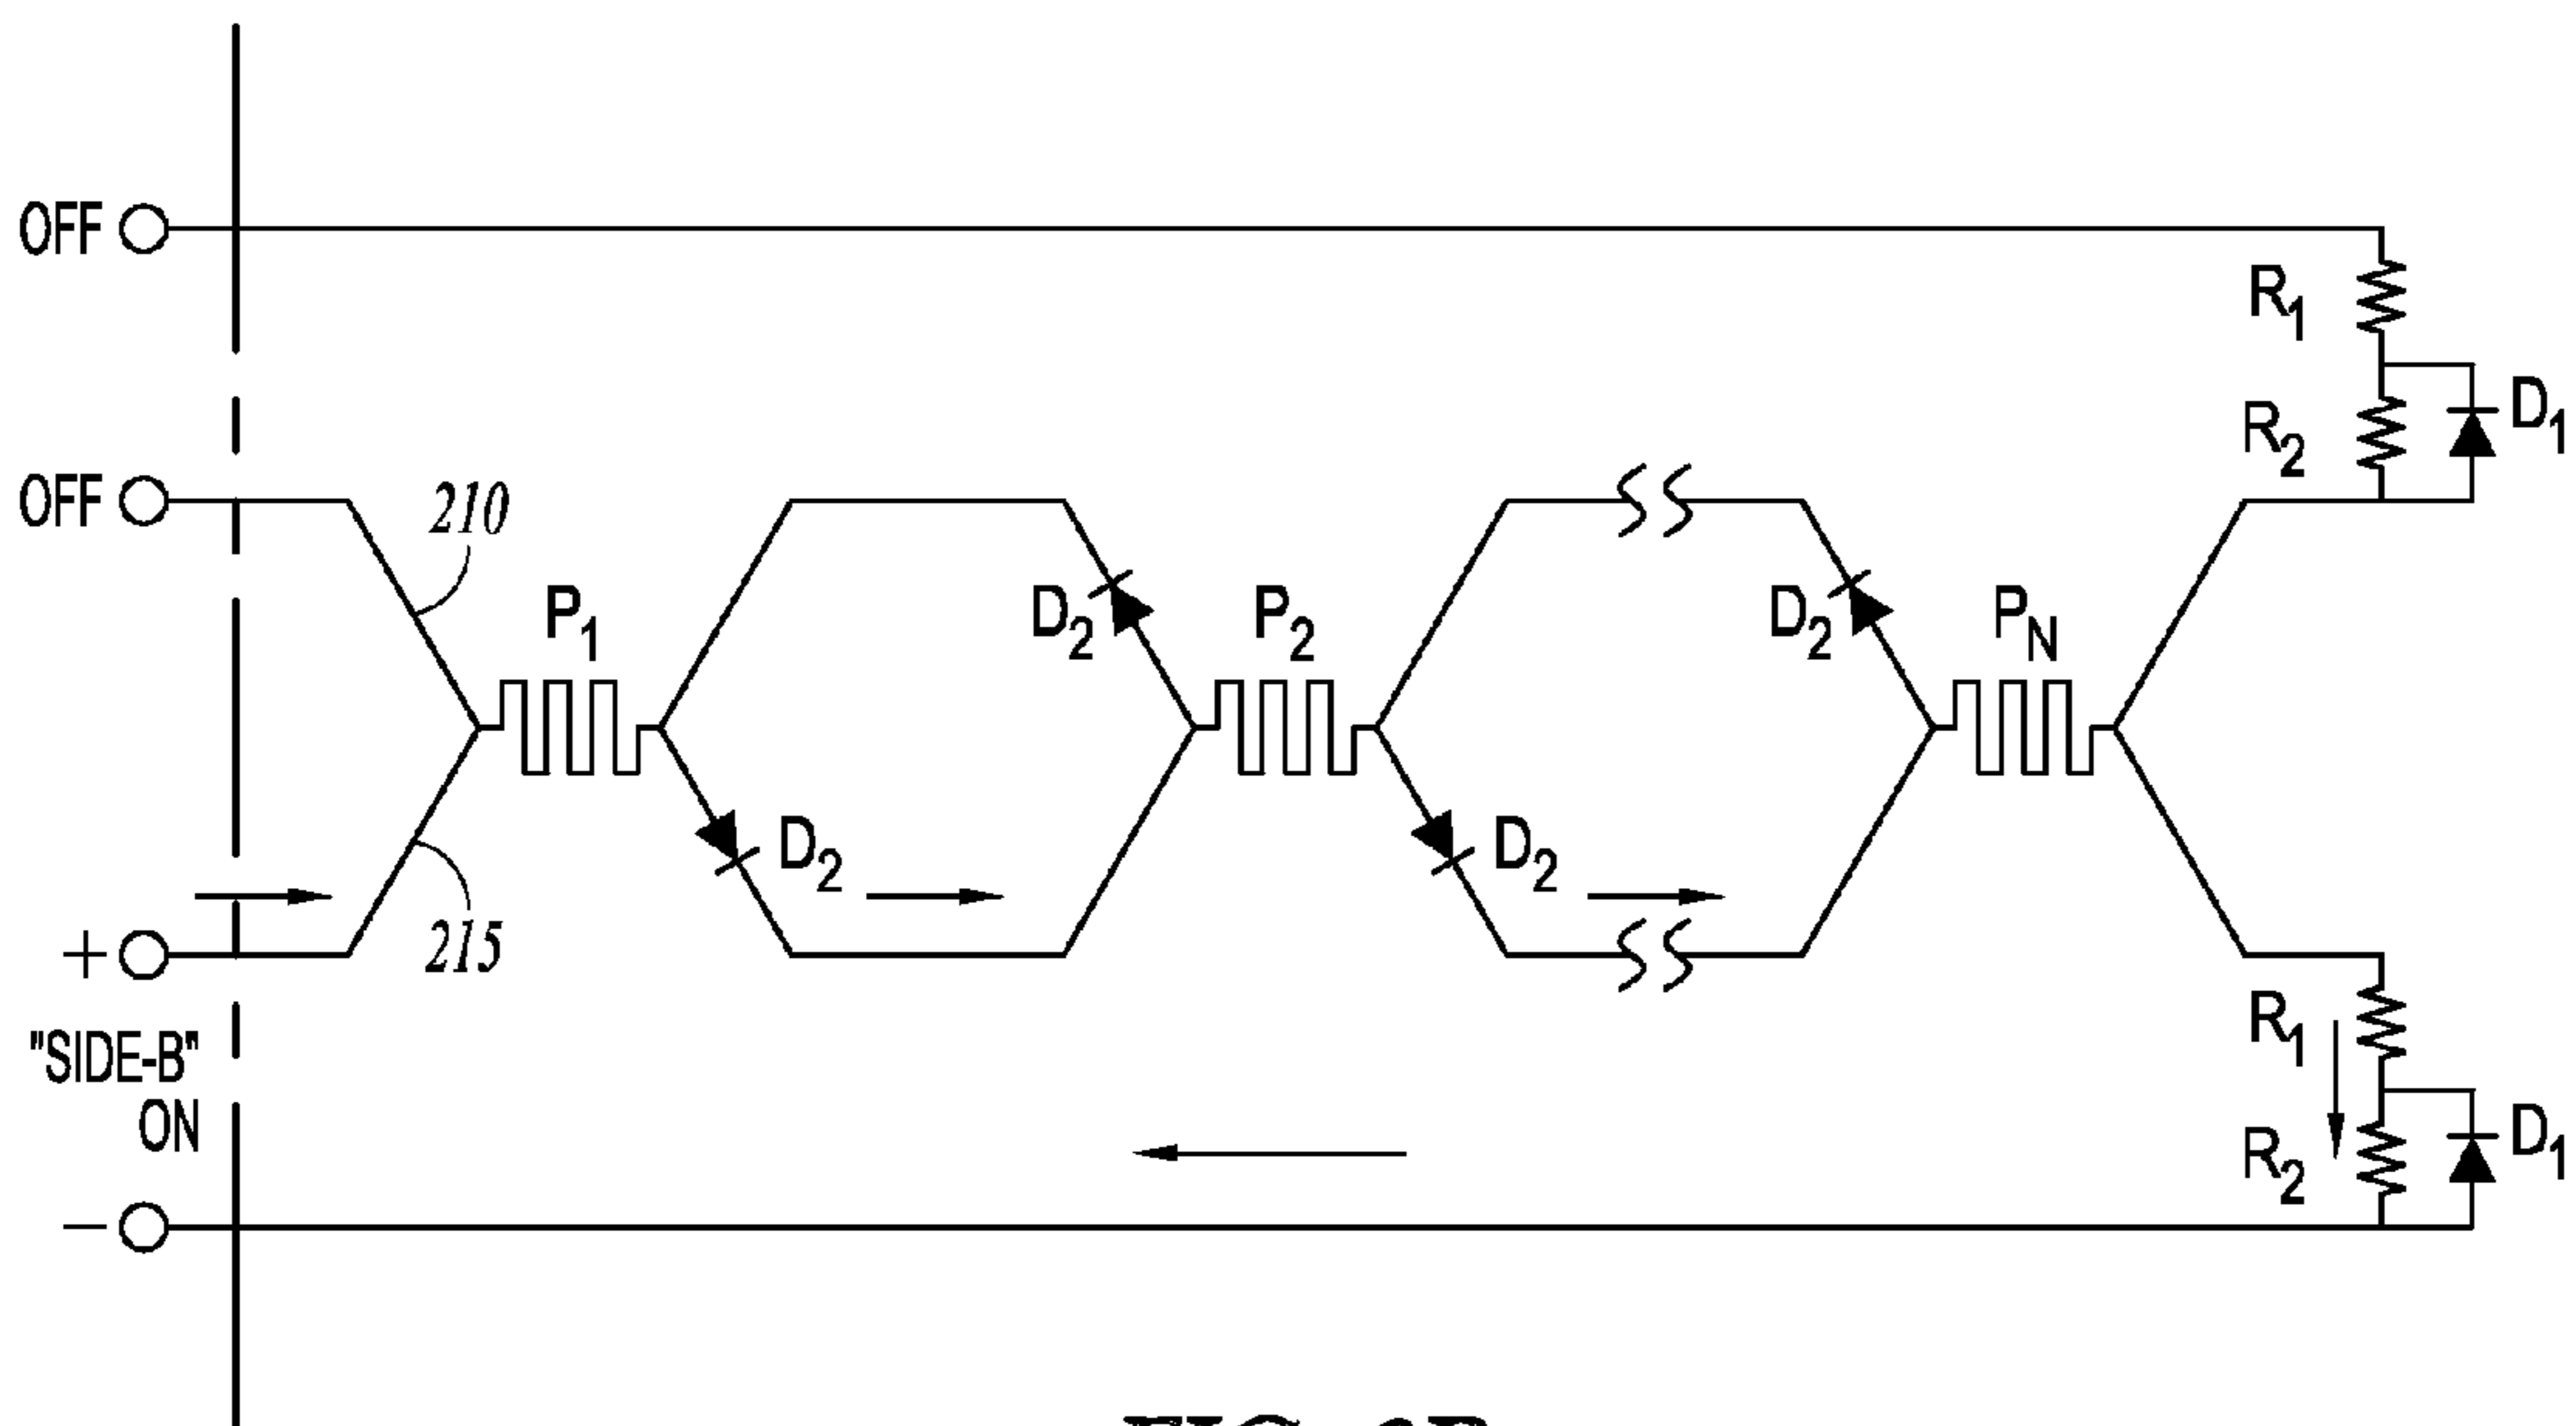 OFF
R1
R2
D1
OFF
210
P1
D2
P2
D2
PN
D2
D2
215
+
"SIDE-B"
ON
R1
R2
D1
−